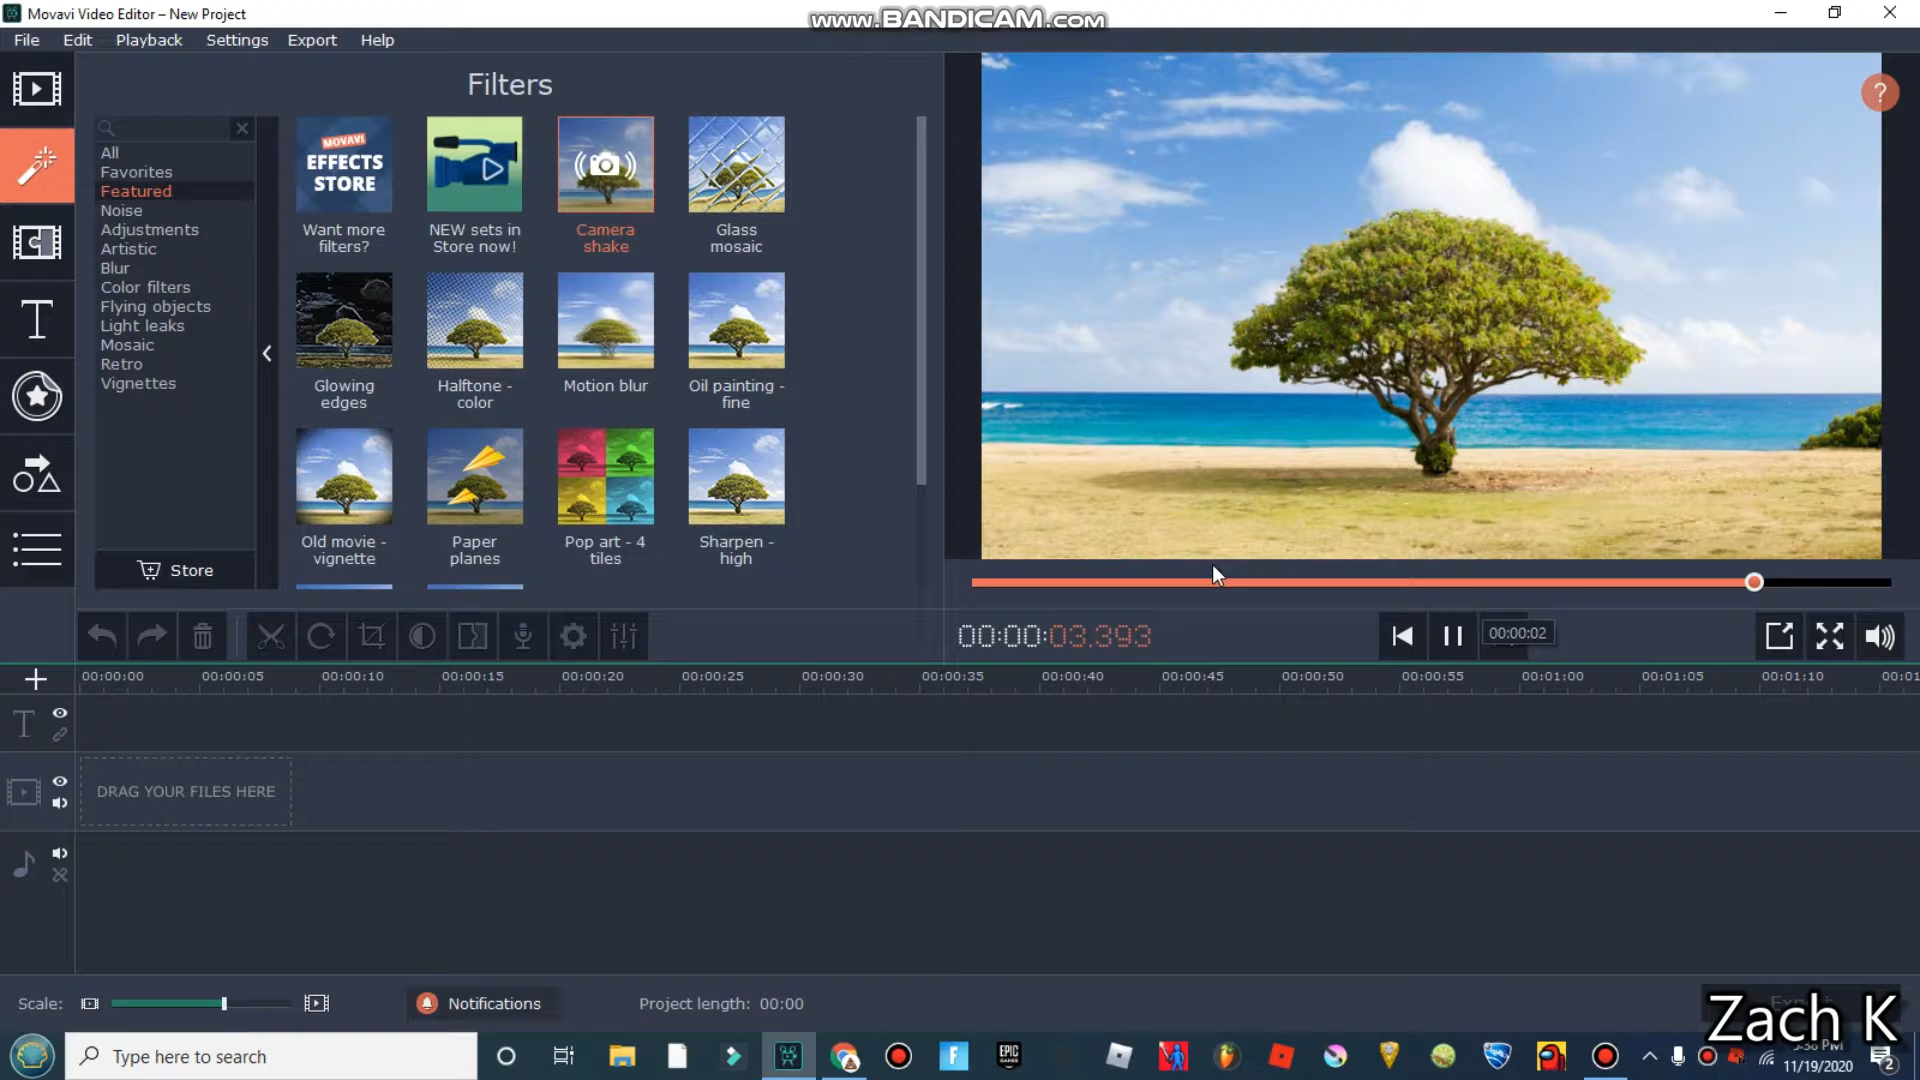 Movavi Video Editor – New Project
www.BANDICAM.com
File Edit Playback Settings Export Help
Filters
All
Favorites
Featured
Noise
Adjustments
Artistic
Blur
Color filters
Flying objects
Light leaks
Mosaic
Retro
Vignettes
Store
MOVAVI
EFFECTS
STORE
Want more
filters?
NEW sets in
Store now!
Camera
shake
Glass
mosaic
Glowing
edges
Halftone -
color
Motion blur
Oil painting -
fine
Old movie -
vignette
Paper
planes
Pop art - 4
tiles
Sharpen -
high
?
00:00:03.393
00:00:02
00:00:00 00:00:05 00:00:10 00:00:15 00:00:20 00:00:25 00:00:30 00:00:35 00:00:40 00:00:45 00:00:50 00:00:55 00:01:00 00:01:05 00:01:10 00:01
T
DRAG YOUR FILES HERE
Scale:
Notifications
Project length: 00:00
Zach K
Type here to search
F
EPIC
GAMES
11/19/2020
2